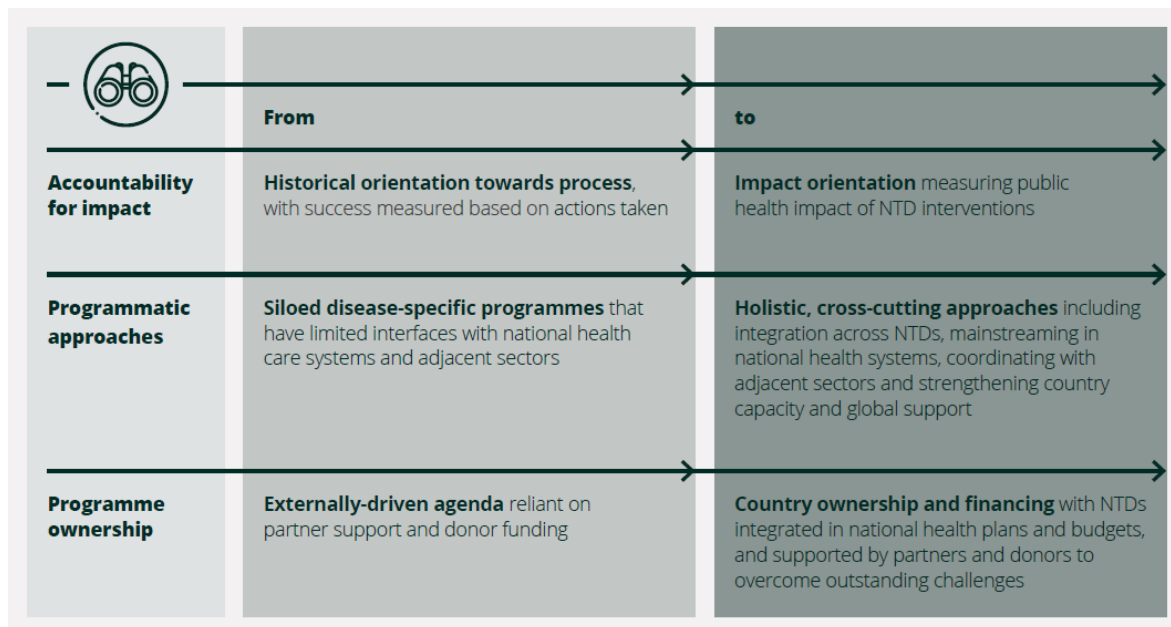 From
to
Accountability
for impact
Historical orientation towards process,
with success measured based on actions taken
Impact orientation measuring public
health impact of NTD interventions
Programmatic
approaches
Siloed disease-specific programmes that
have limited interfaces with national health
care systems and adjacent sectors
Holistic, cross-cutting approaches including
integration across NTDs, mainstreaming in
national health systems, coordinating with
adjacent sectors and strengthening country
capacity and global support
Programme
ownership
Externally-driven agenda reliant on
partner support and donor funding
Country ownership and financing with NTDs
integrated in national health plans and budgets,
and supported by partners and donors to
overcome outstanding challenges